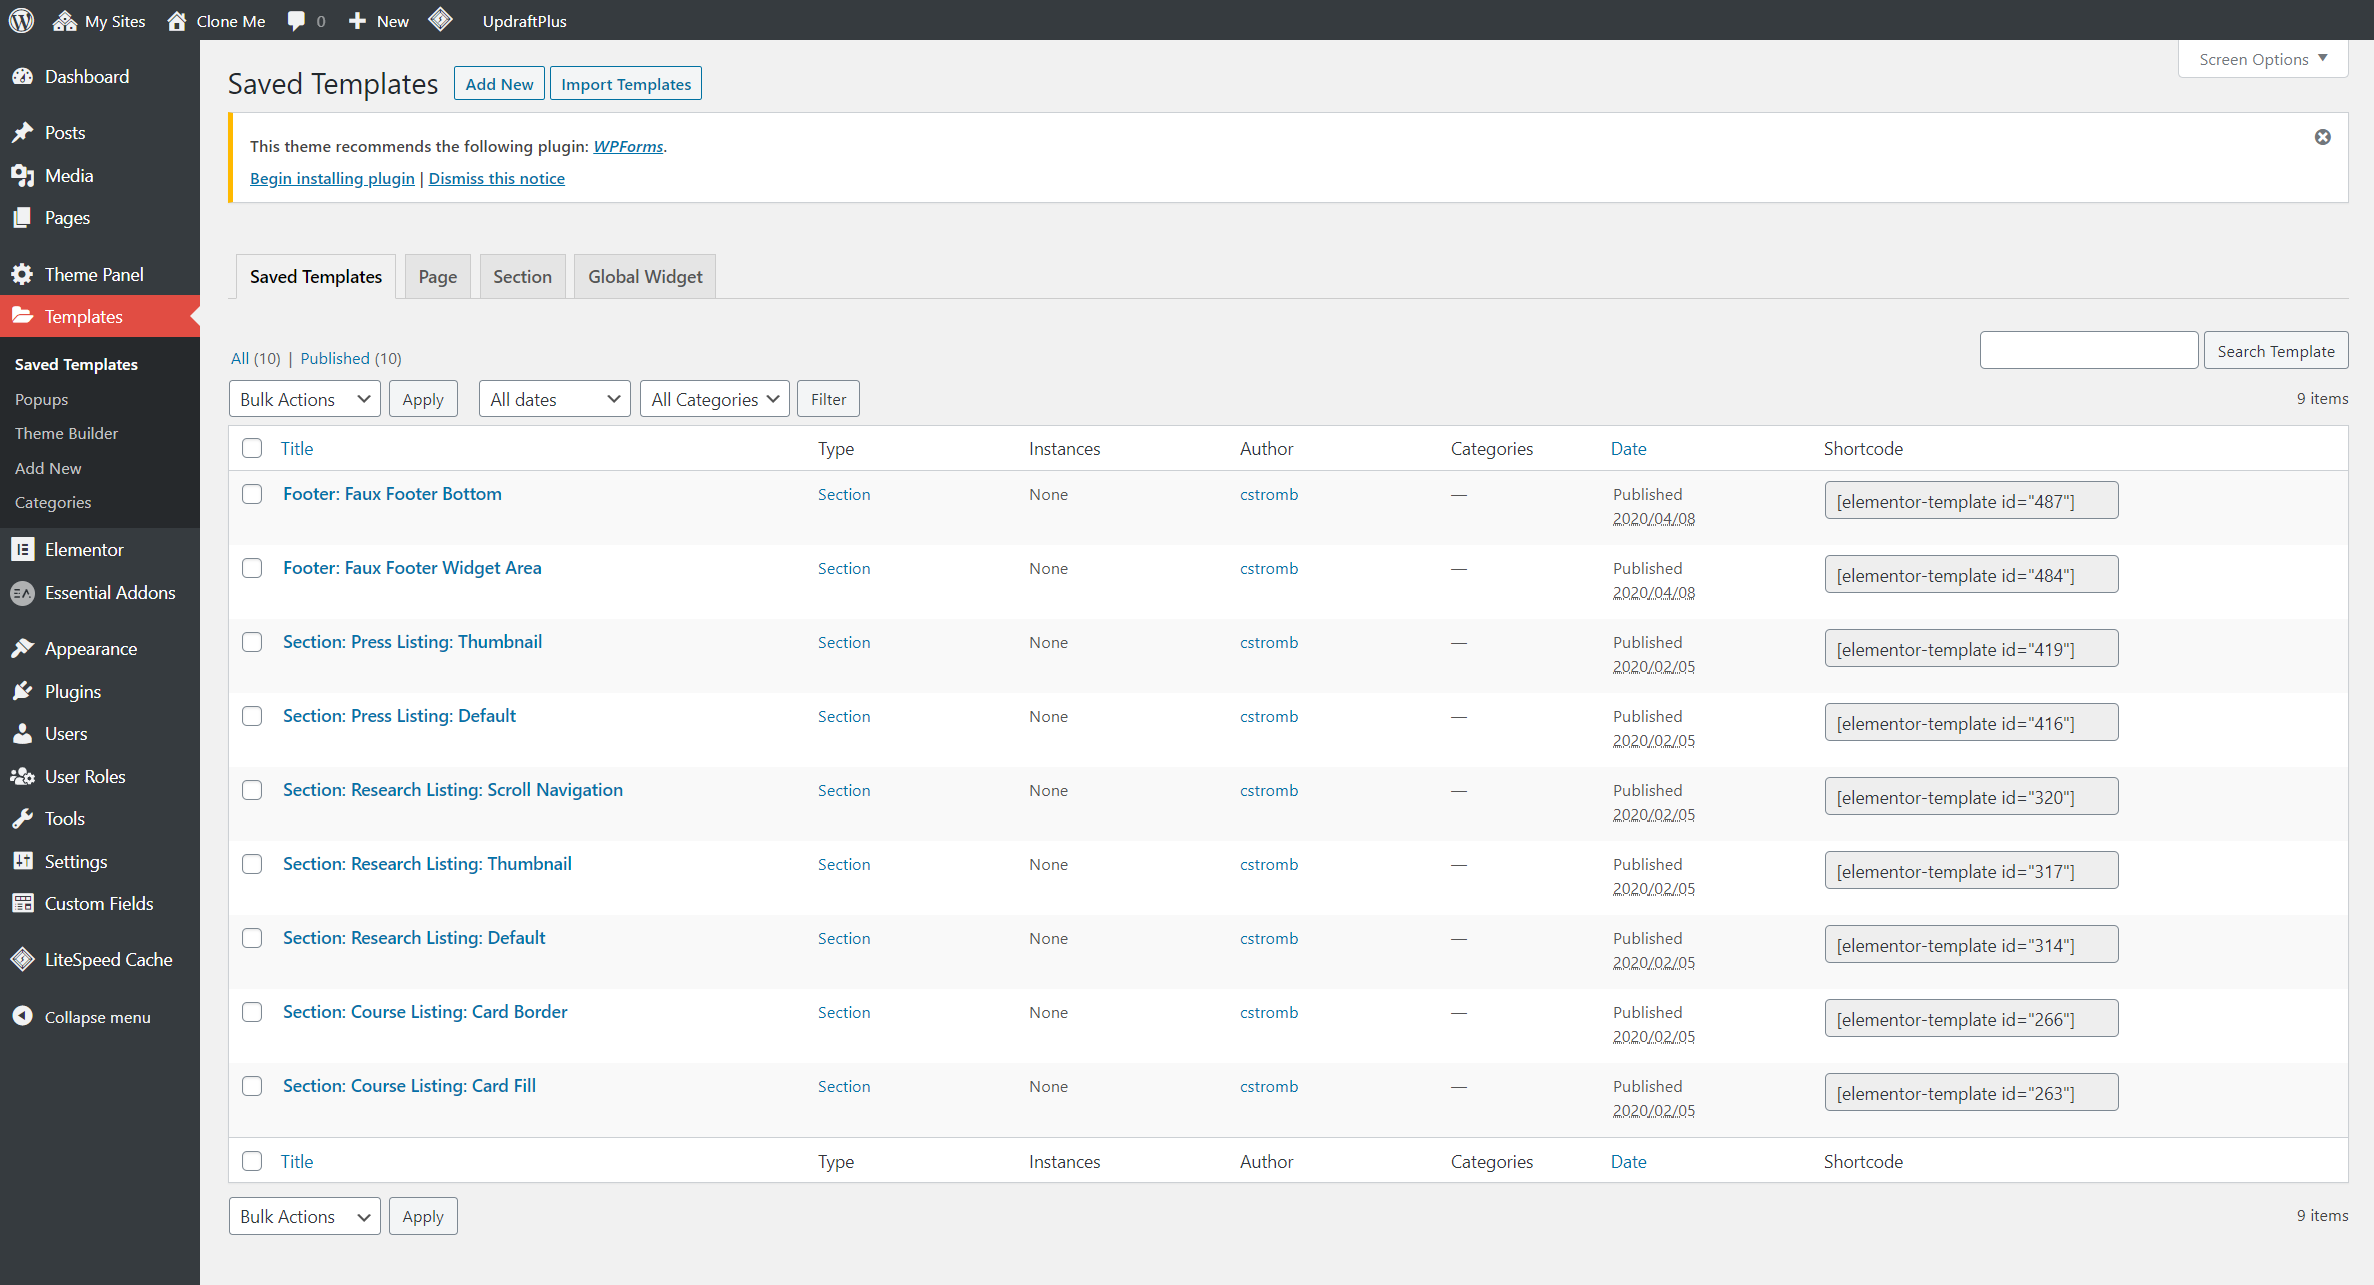 My Sites Clone Me 0 New UpdraftPlus
Screen Options
Dashboard
Posts
Media
Pages
Theme Panel
Templates
Saved Templates
Popups
Theme Builder
Add New
Categories
Elementor
Essential Addons
Appearance
Plugins
Users
User Roles
Tools
Settings
Custom Fields
LiteSpeed Cache
Collapse menu
Saved Templates Add New Import Templates
This theme recommends the following plugin: WPForms.
Begin installing plugin | Dismiss this notice
Saved Templates Page Section Global Widget
All (10) | Published (10)
Search Template
Bulk Actions Apply All dates All Categories Filter 9 items
Title Type Instances Author Categories Date Shortcode
Footer: Faux Footer Bottom Section None cstromb — Published [elementor-template id="487"]
2020/04/08
Footer: Faux Footer Widget Area Section None cstromb — Published [elementor-template id="484"]
2020/04/08
Section: Press Listing: Thumbnail Section None cstromb — Published [elementor-template id="419"]
2020/02/05
Section: Press Listing: Default Section None cstromb — Published [elementor-template id="416"]
2020/02/05
Section: Research Listing: Scroll Navigation Section None cstromb — Published [elementor-template id="320"]
2020/02/05
Section: Research Listing: Thumbnail Section None cstromb — Published [elementor-template id="317"]
2020/02/05
Section: Research Listing: Default Section None cstromb — Published [elementor-template id="314"]
2020/02/05
Section: Course Listing: Card Border Section None cstromb — Published [elementor-template id="266"]
2020/02/05
Section: Course Listing: Card Fill Section None cstromb — Published [elementor-template id="263"]
2020/02/05
Title Type Instances Author Categories Date Shortcode
Bulk Actions Apply 9 items